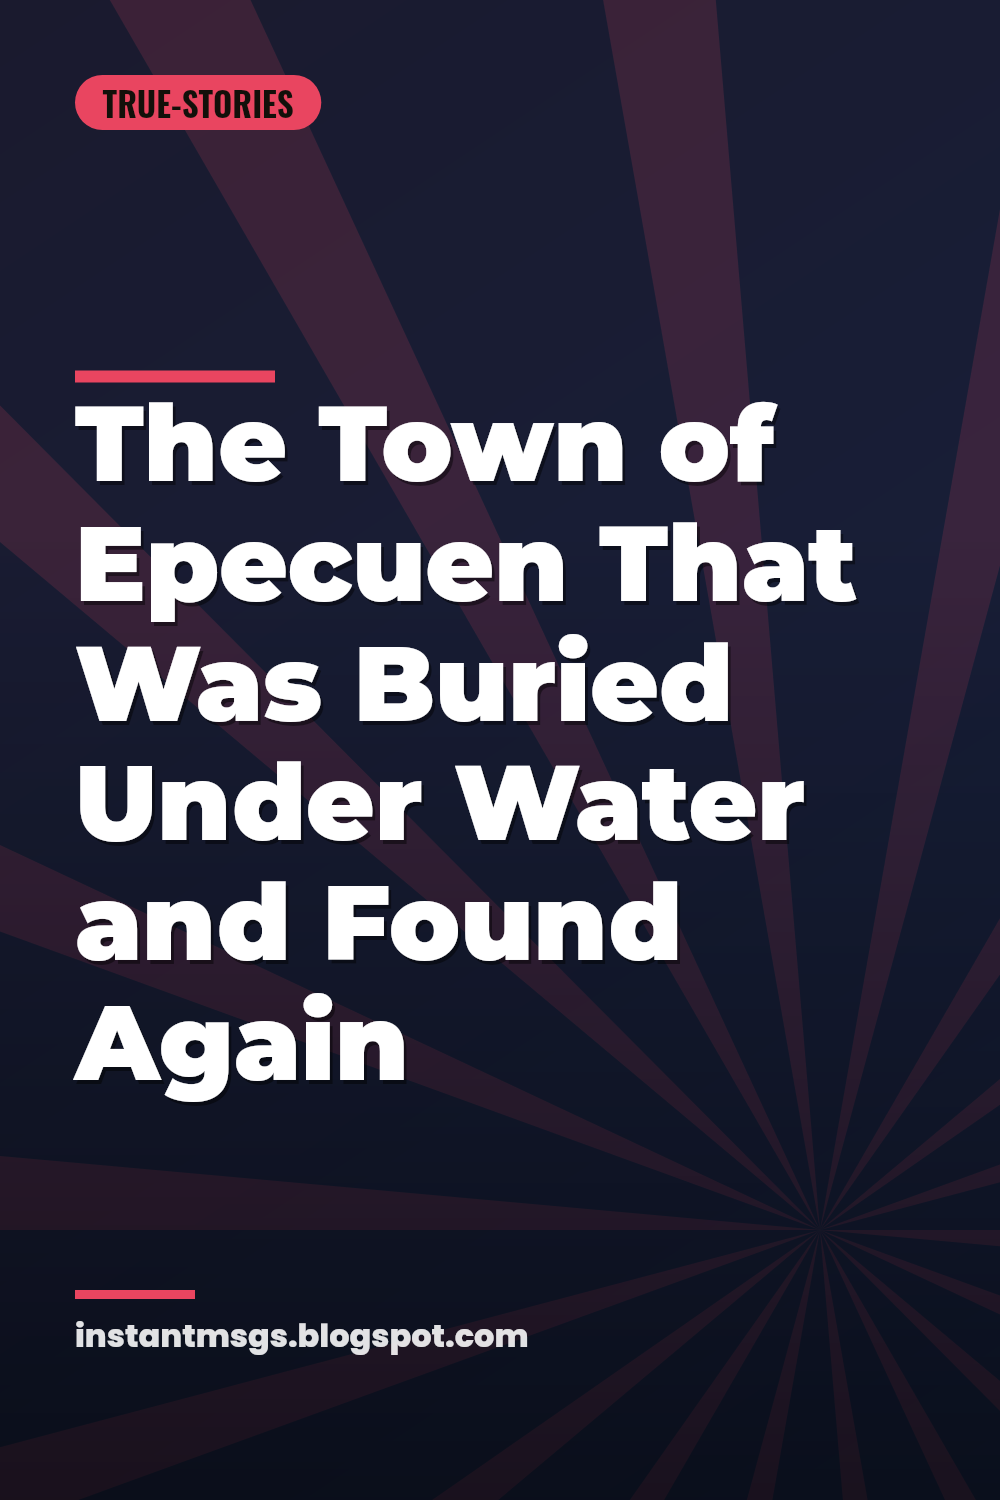 TRUE-STORIES
The Town of
Epecuen That
Was Buried
Under Water
and Found
Again
instantmsgs.blogspot.com